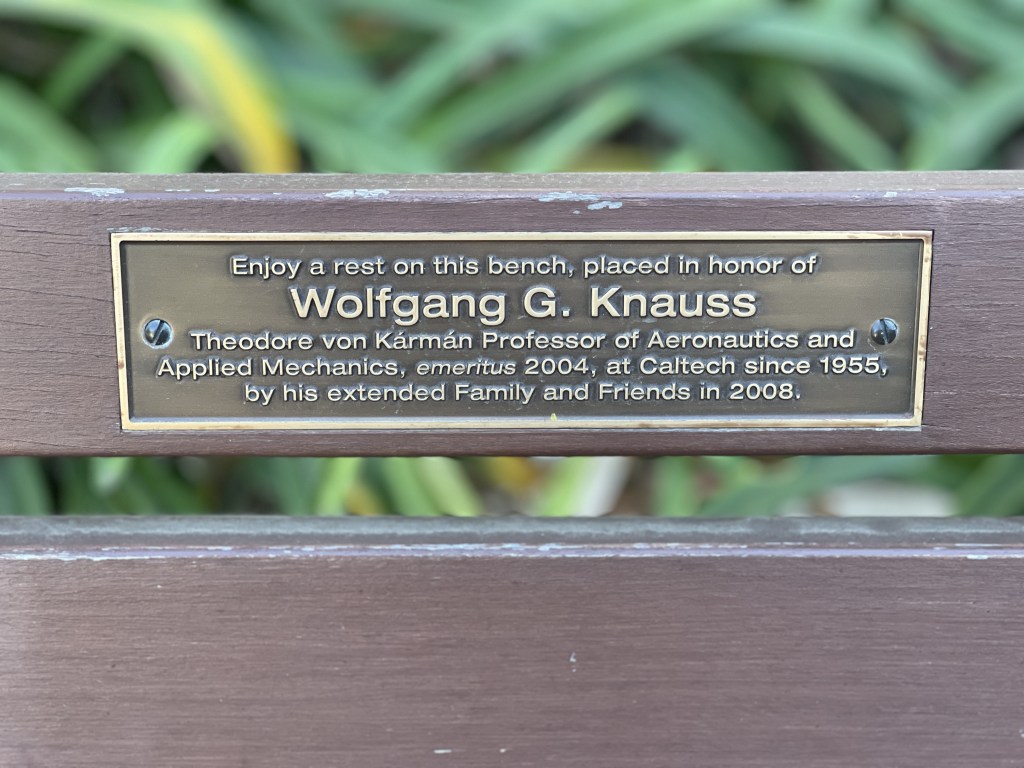 Enjoy a rest on this bench, placed in honor of
Wolfgang G. Knauss
Theodore von Kármán Professor of Aeronautics and
Applied Mechanics, emeritus 2004, at Caltech since 1955,
by his extended Family and Friends in 2008.